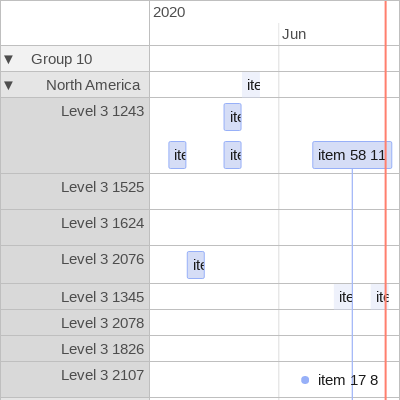 2020
Jun
▼ Group 10
▼ North America
ite
Level 3 1243
ite
ite ite item 58 11
Level 3 1525
Level 3 1624
Level 3 2076
ite
Level 3 1345
ite ite
Level 3 2078
Level 3 1826
Level 3 2107
item 17 8